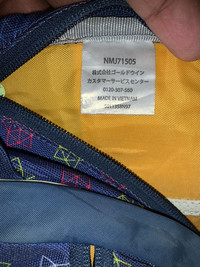 NMJ71505
株式会社ゴールドウイン
カスタマーサービスセンター
0120-307-560
MADE IN VIETNAM